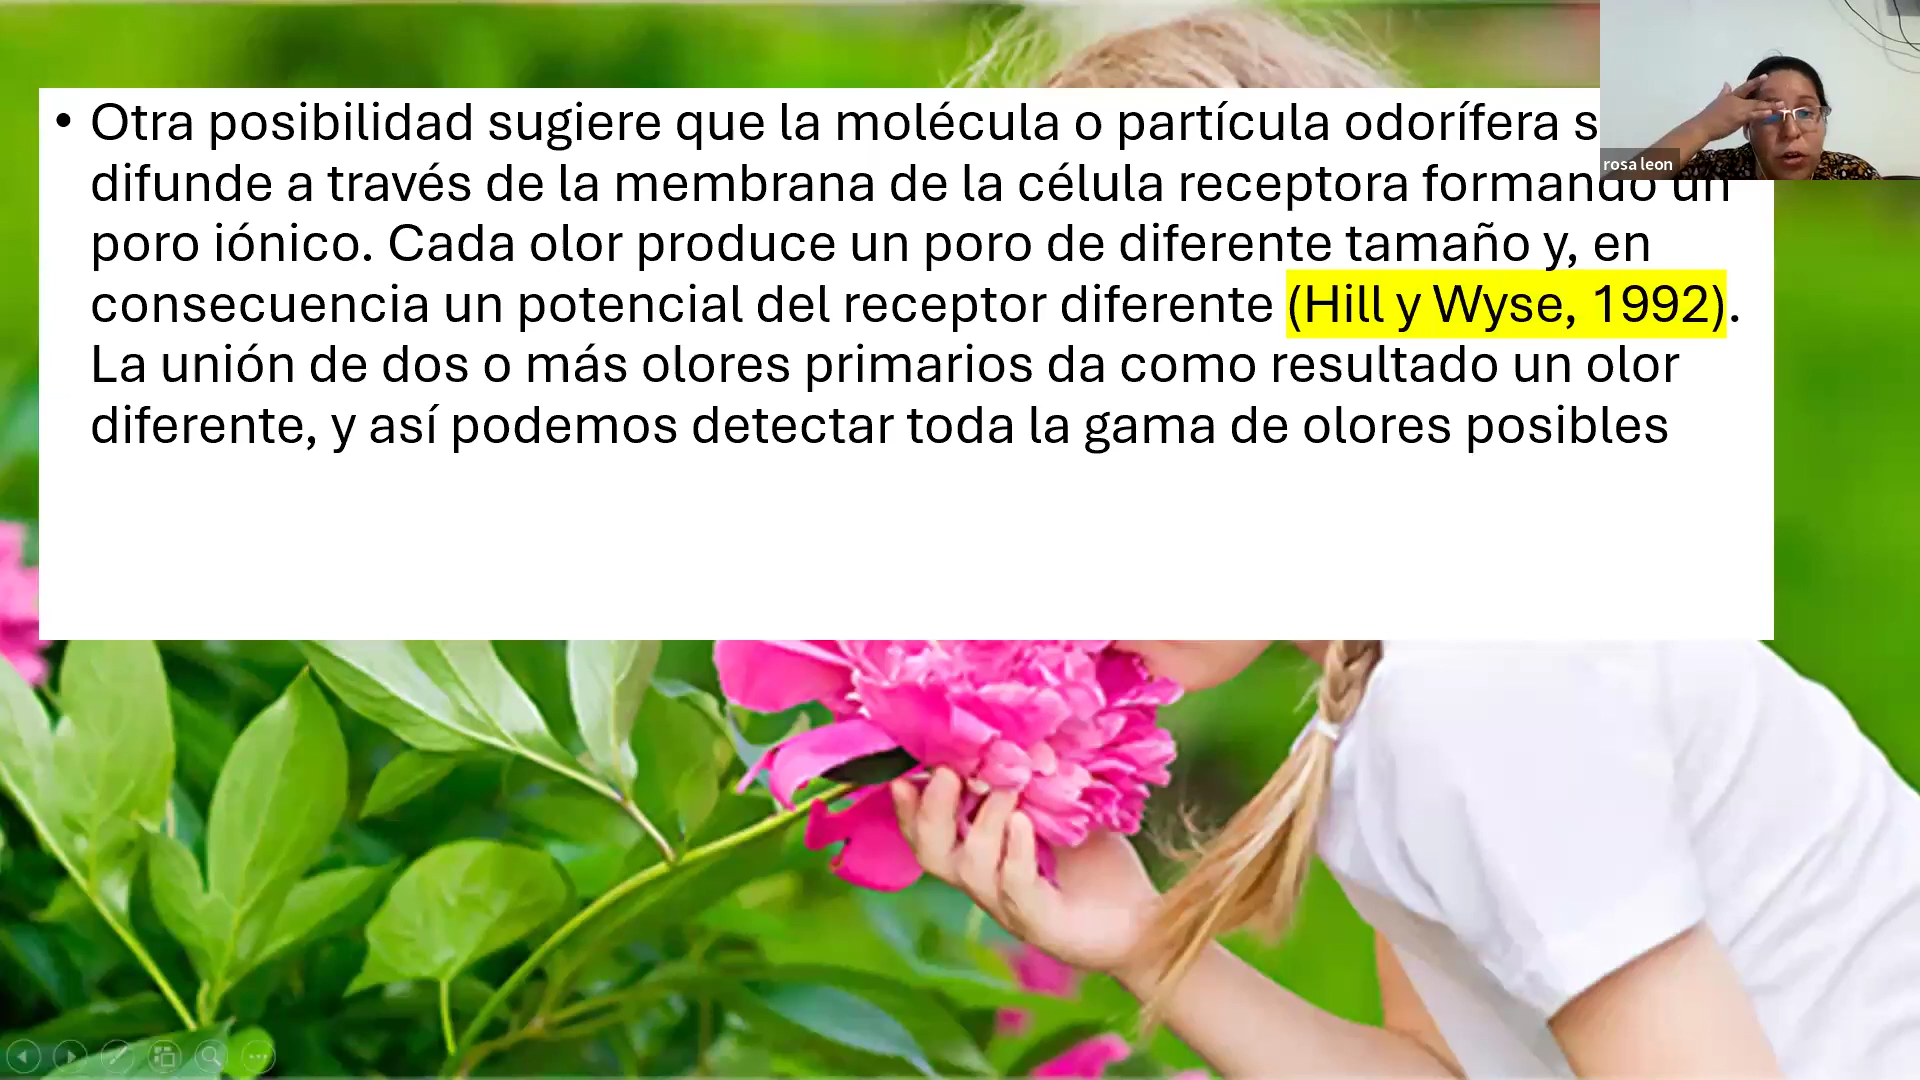 • Otra posibilidad sugiere que la molécula o partícula odorífera s
difunde a través de la membrana de la célula receptora formando un
poro iónico. Cada olor produce un poro de diferente tamaño y, en
consecuencia un potencial del receptor diferente (Hill y Wyse, 1992).
La unión de dos o más olores primarios da como resultado un olor
diferente, y así podemos detectar toda la gama de olores posibles
rosa leon